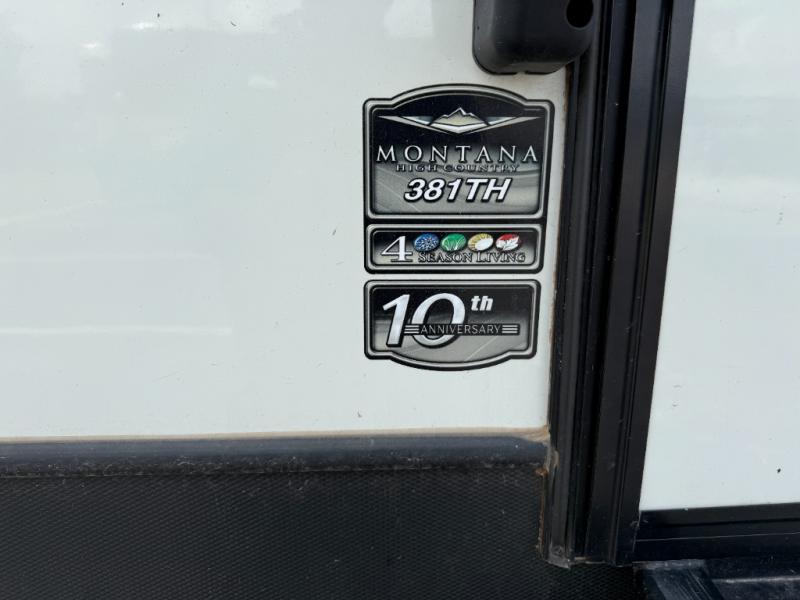 MONTANA
HIGH COUNTRY
381TH
4 SEASON LIVING
10th
ANNIVERSARY